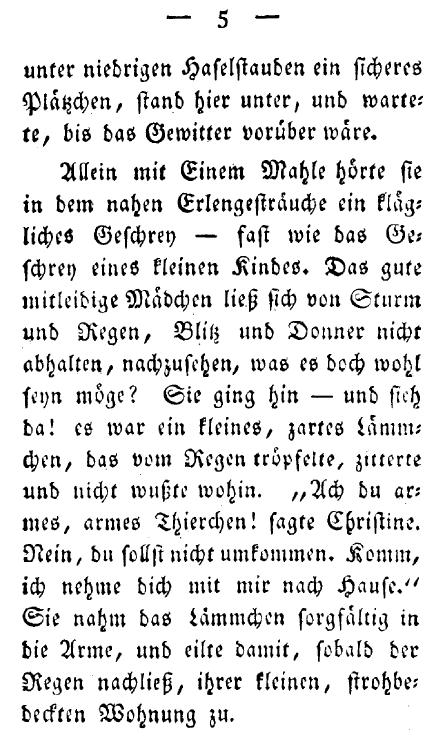 — 5 —
unter niedrigen Haselstauden ein sicheres
Plätzchen, stand hier unter, und warte-
te, bis das Gewitter vorüber wäre.
Allein mit Einem Mahle hörte sie
in dem nahen Erlengesträuche ein kläg-
liches Geschrey — fast wie das Ge-
schrey eines kleinen Kindes. Das gute
mitleidige Mädchen ließ sich von Sturm
und Regen, Blitz und Donner nicht
abhalten, nachzusehen, was es doch wohl
seyn möge? Sie ging hin — und sieh
da! es war ein kleines, zartes Lämm-
chen, das vom Regen tröpfelte, zitterte
und nicht wußte wohin. „Ach du ar-
mes, armes Thierchen! sagte Christine.
Nein, du sollst nicht umkommen. Komm,
ich nehme dich mit mir nach Hause.“
Sie nahm das Lämmchen sorgfältig in
die Arme, und eilte damit, sobald der
Regen nachließ, ihrer kleinen, strohbe-
deckten Wohnung zu.